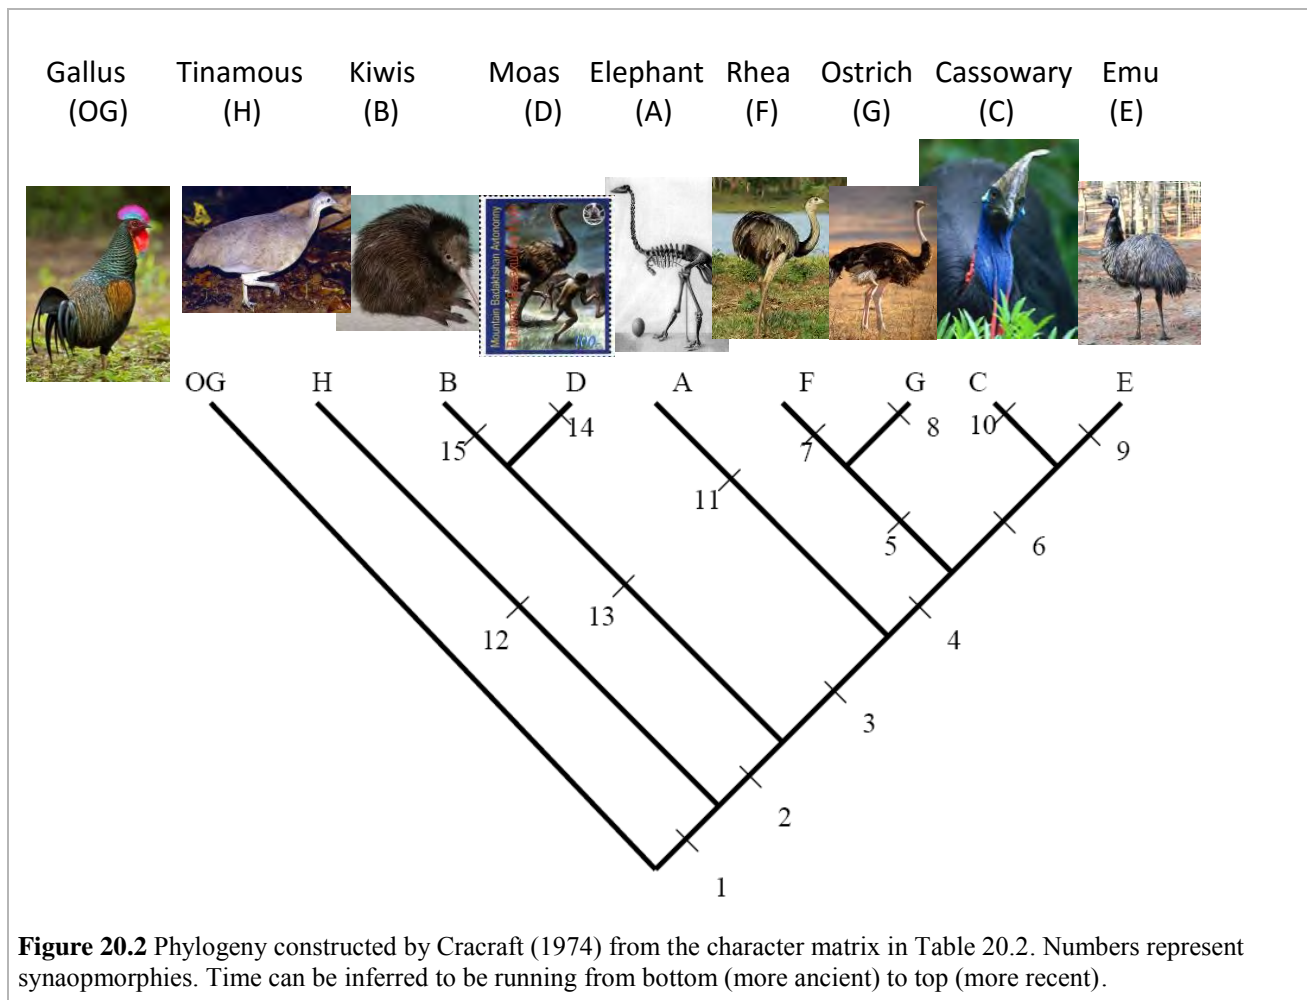 Gallus Tinamous Kiwis Moas Elephant Rhea Ostrich Cassowary Emu
(OG) (H) (B) (D) (A) (F) (G) (C) (E)
Mountain Badakhshan Avtonomny
100
OG H B D A F G C E
14 8 10
15 7 9
11
5 6
13
12 4
3
2
1
Figure 20.2 Phylogeny constructed by Cracraft (1974) from the character matrix in Table 20.2. Numbers represent
synaopmorphies. Time can be inferred to be running from bottom (more ancient) to top (more recent).